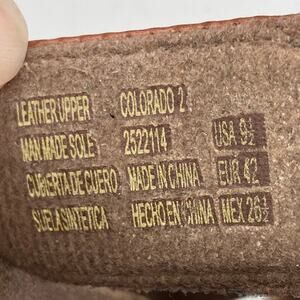 LEATHER UPPER COLORADO 2
MAN MADE SOLE 2522114 USA 9½
CUBIERTA DE CUERO MADE IN CHINA EUR 42
SUELA SINTETICA HECHO EN CHINA MEX 26½